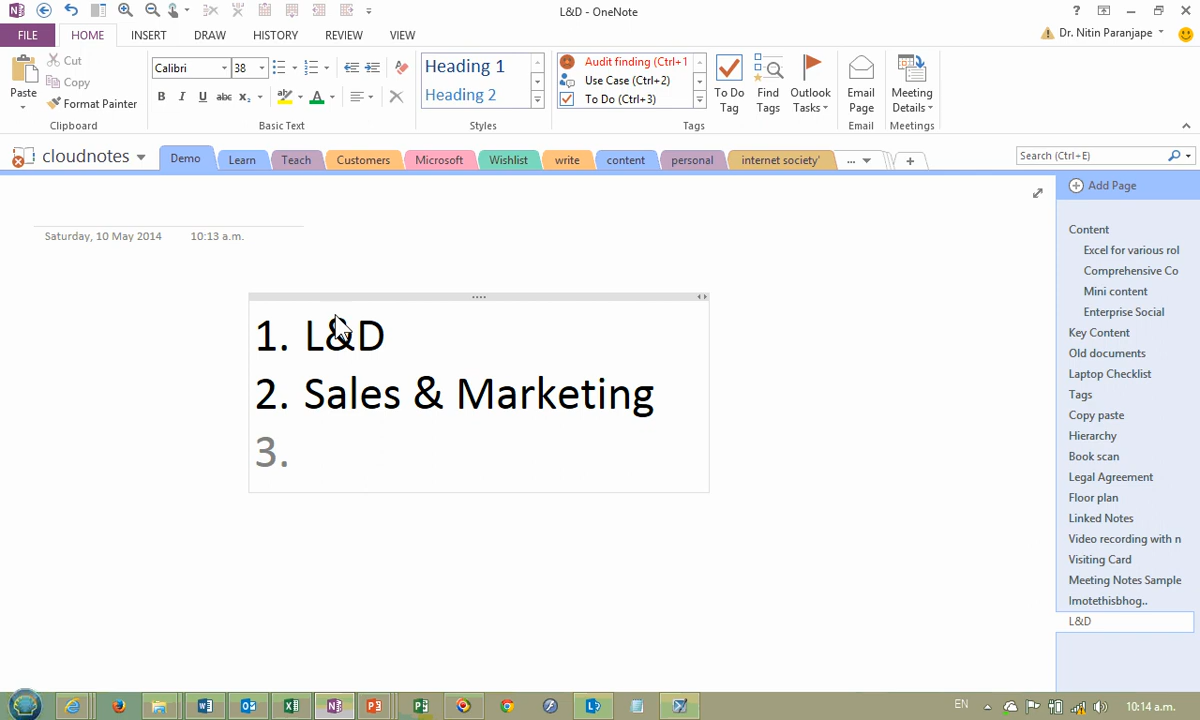 L&D - OneNote
?
FILE HOME INSERT DRAW HISTORY REVIEW VIEW
Dr. Nitin Paranjape
Paste
Cut
Copy
Format Painter
Clipboard
Calibri 38
B I U abc X₂ A
Basic Text
Heading 1
Heading 2
Styles
Audit finding (Ctrl+1
Use Case (Ctrl+2)
To Do (Ctrl+3)
To Do Tag
Find Tags
Outlook Tasks
Tags
Email Page
Email
Meeting Details
Meetings
cloudnotes
Demo Learn Teach Customers Microsoft Wishlist write content personal internet society' ... +
Search (Ctrl+E)
Saturday, 10 May 2014 10:13 a.m.
1. L&D
2. Sales & Marketing
3.
Add Page
Content
Excel for various rol
Comprehensive Co
Mini content
Enterprise Social
Key Content
Old documents
Laptop Checklist
Tags
Copy paste
Hierarchy
Book scan
Legal Agreement
Floor plan
Linked Notes
Video recording with n
Visiting Card
Meeting Notes Sample
Imotethisbhog..
L&D
EN 10:14 a.m.